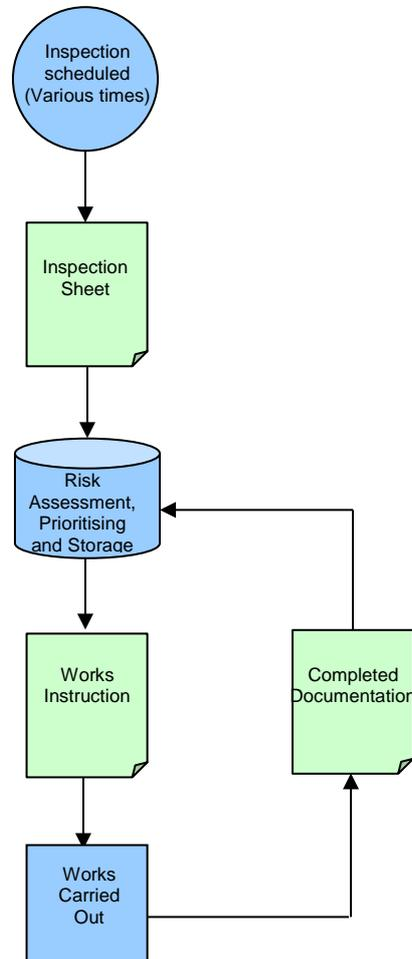 Inspection
scheduled
(Various times)
Inspection
Sheet
Risk
Assessment,
Prioritising
and Storage
Works
Instruction
Completed
Documentation
Works
Carried
Out